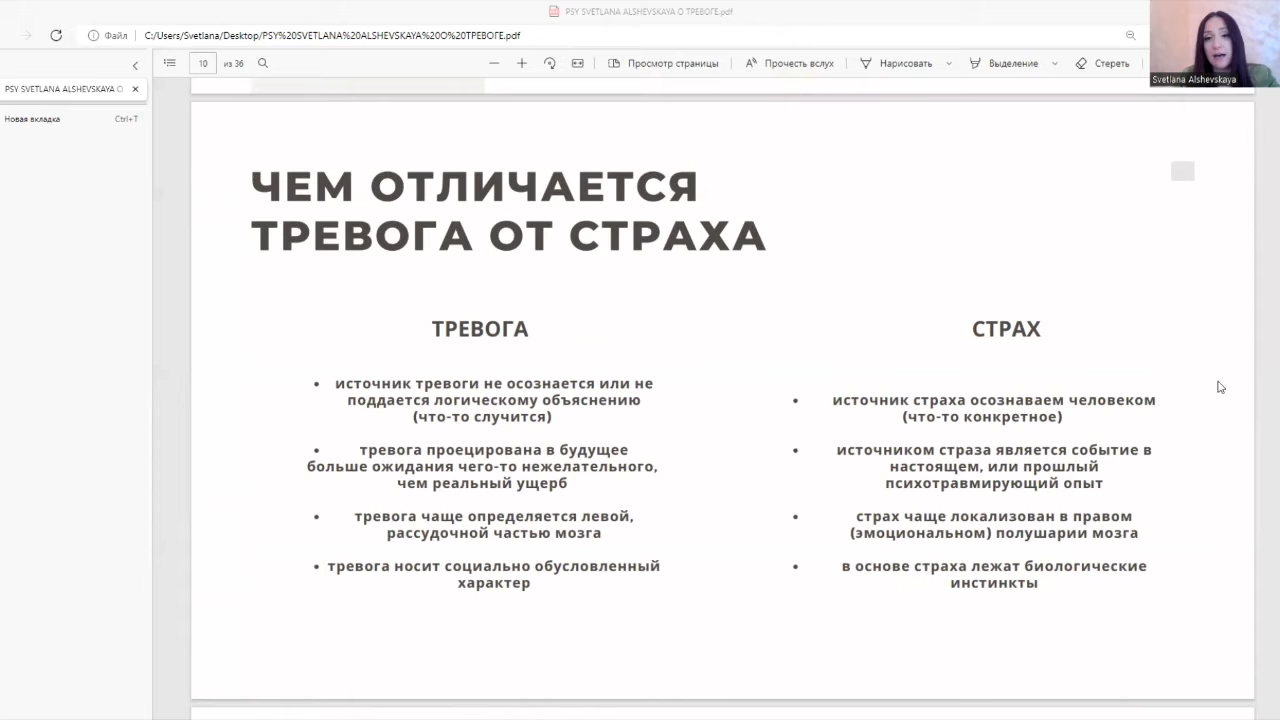 PSY SVETLANA ALSHEVSKAYA О ТРЕВОГЕ.pdf
Файл
C:/Users/Svetlana/Desktop/PSY%20SVETLANA%20ALSHEVSKAYA%20О%20ТРЕВОГЕ.pdf
10 из 36
Просмотр страницы
Прочесть вслух
Нарисовать
Выделение
Стереть
Svetlana Alshevskaya
PSY SVETLANA ALSHEVSKAYA О
Новая вкладка Ctrl+T
ЧЕМ ОТЛИЧАЕТСЯ
ТРЕВОГА ОТ СТРАХА
ТРЕВОГА
• источник тревоги не осознается или не
поддается логическому объяснению
(что-то случится)
• тревога проецирована в будущее
больше ожидания чего-то нежелательного,
чем реальный ущерб
• тревога чаще определяется левой,
рассудочной частью мозга
• тревога носит социально обусловленный
характер
СТРАХ
• источник страха осознаваем человеком
(что-то конкретное)
• источником страза является событие в
настоящем, или прошлый
психотравмирующий опыт
• страх чаще локализован в правом
(эмоциональном) полушарии мозга
• в основе страха лежат биологические
инстинкты